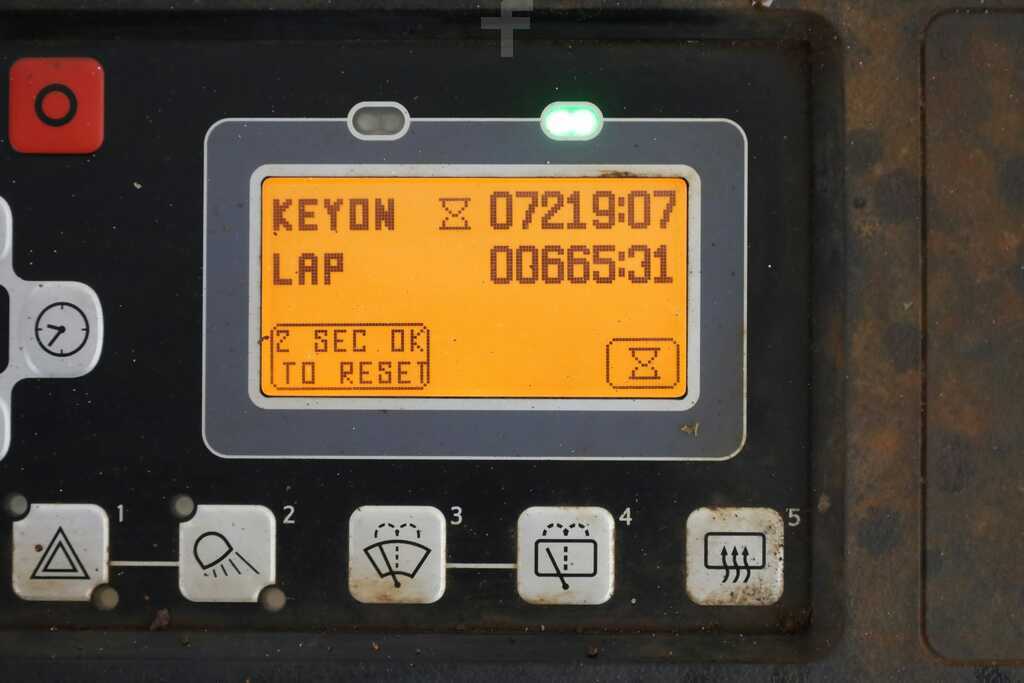 KEYON 07219:07
LAP 00665:31
2 SEC OK
TO RESET
1 2 3 4 5